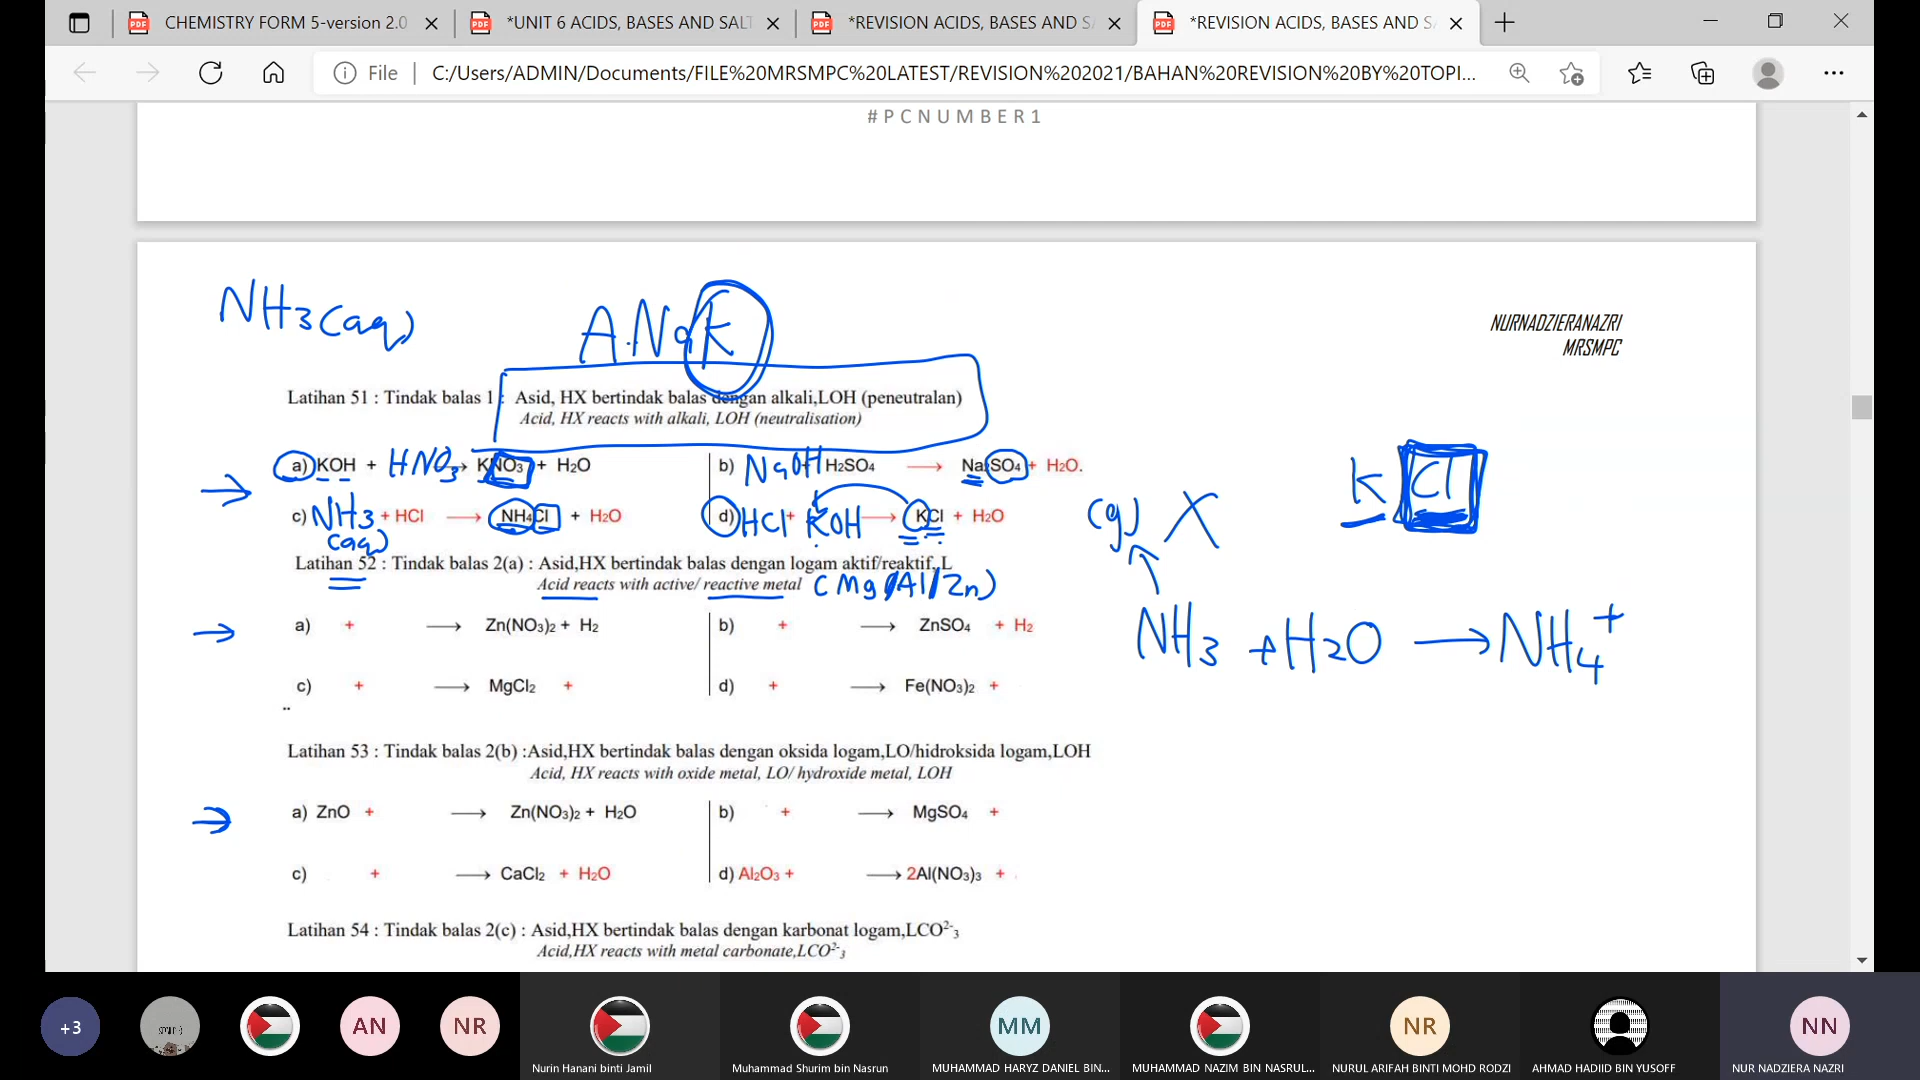 CHEMISTRY FORM 5-version 2.0
*UNIT 6 ACIDS, BASES AND SALT
*REVISION ACIDS, BASES AND SA
*REVISION ACIDS, BASES AND SA
File
C:/Users/ADMIN/Documents/FILE%20MRSMPC%20LATEST/REVISION%202021/BAHAN%20REVISION%20BY%20TOPI...
#PCNUMBER1
NH3(aq)
A.NaK
NURNADZIERANAZRI
MRSMPC
Latihan 51 : Tindak balas 1 : Asid, HX bertindak balas dengan alkali,LOH (peneutralan)
Acid, HX reacts with alkali, LOH (neutralisation)
a) KOH + HNO3 → KNO3 + H2O
b) NaOH + H2SO4 → Na2SO4 + H2O.
c) NH3 (aq) + HCl → NH4Cl + H2O
d) HCl + KOH → KCl + H2O
KCl
(g) X
NH3 + H2O → NH4+
Latihan 52 : Tindak balas 2(a) : Asid,HX bertindak balas dengan logam aktif/reaktif, L
Acid reacts with active/ reactive metal (Mg/Al/Zn)
a) + → Zn(NO3)2 + H2
b) + → ZnSO4 + H2
c) + → MgCl2 +
d) + → Fe(NO3)2 +
Latihan 53 : Tindak balas 2(b) :Asid,HX bertindak balas dengan oksida logam,LO/hidroksida logam,LOH
Acid, HX reacts with oxide metal, LO/ hydroxide metal, LOH
a) ZnO + → Zn(NO3)2 + H2O
b) + → MgSO4 +
c) + → CaCl2 + H2O
d) Al2O3 + → 2Al(NO3)3 +
Latihan 54 : Tindak balas 2(c) : Asid,HX bertindak balas dengan karbonat logam,LCO2-3
Acid,HX reacts with metal carbonate,LCO2-3
+3
AN
NR
MM
NR
NN
Nurin Hanani binti Jamil
Muhammad Shurim bin Nasrun
MUHAMMAD HARYZ DANIEL BIN...
MUHAMMAD NAZIM BIN NASRUL...
NURUL ARIFAH BINTI MOHD RODZI
AHMAD HADIID BIN YUSOFF
NUR NADZIERA NAZRI